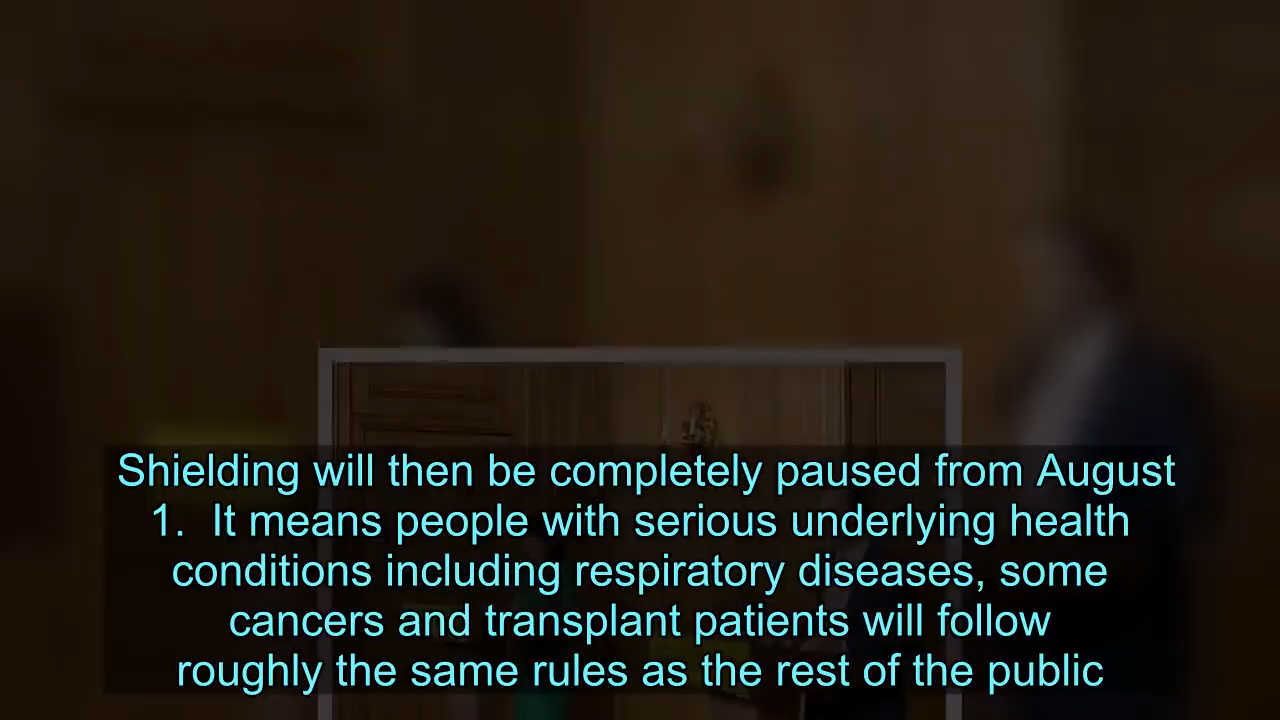 Shielding will then be completely paused from August
1.  It means people with serious underlying health
conditions including respiratory diseases, some
cancers and transplant patients will follow
roughly the same rules as the rest of the public